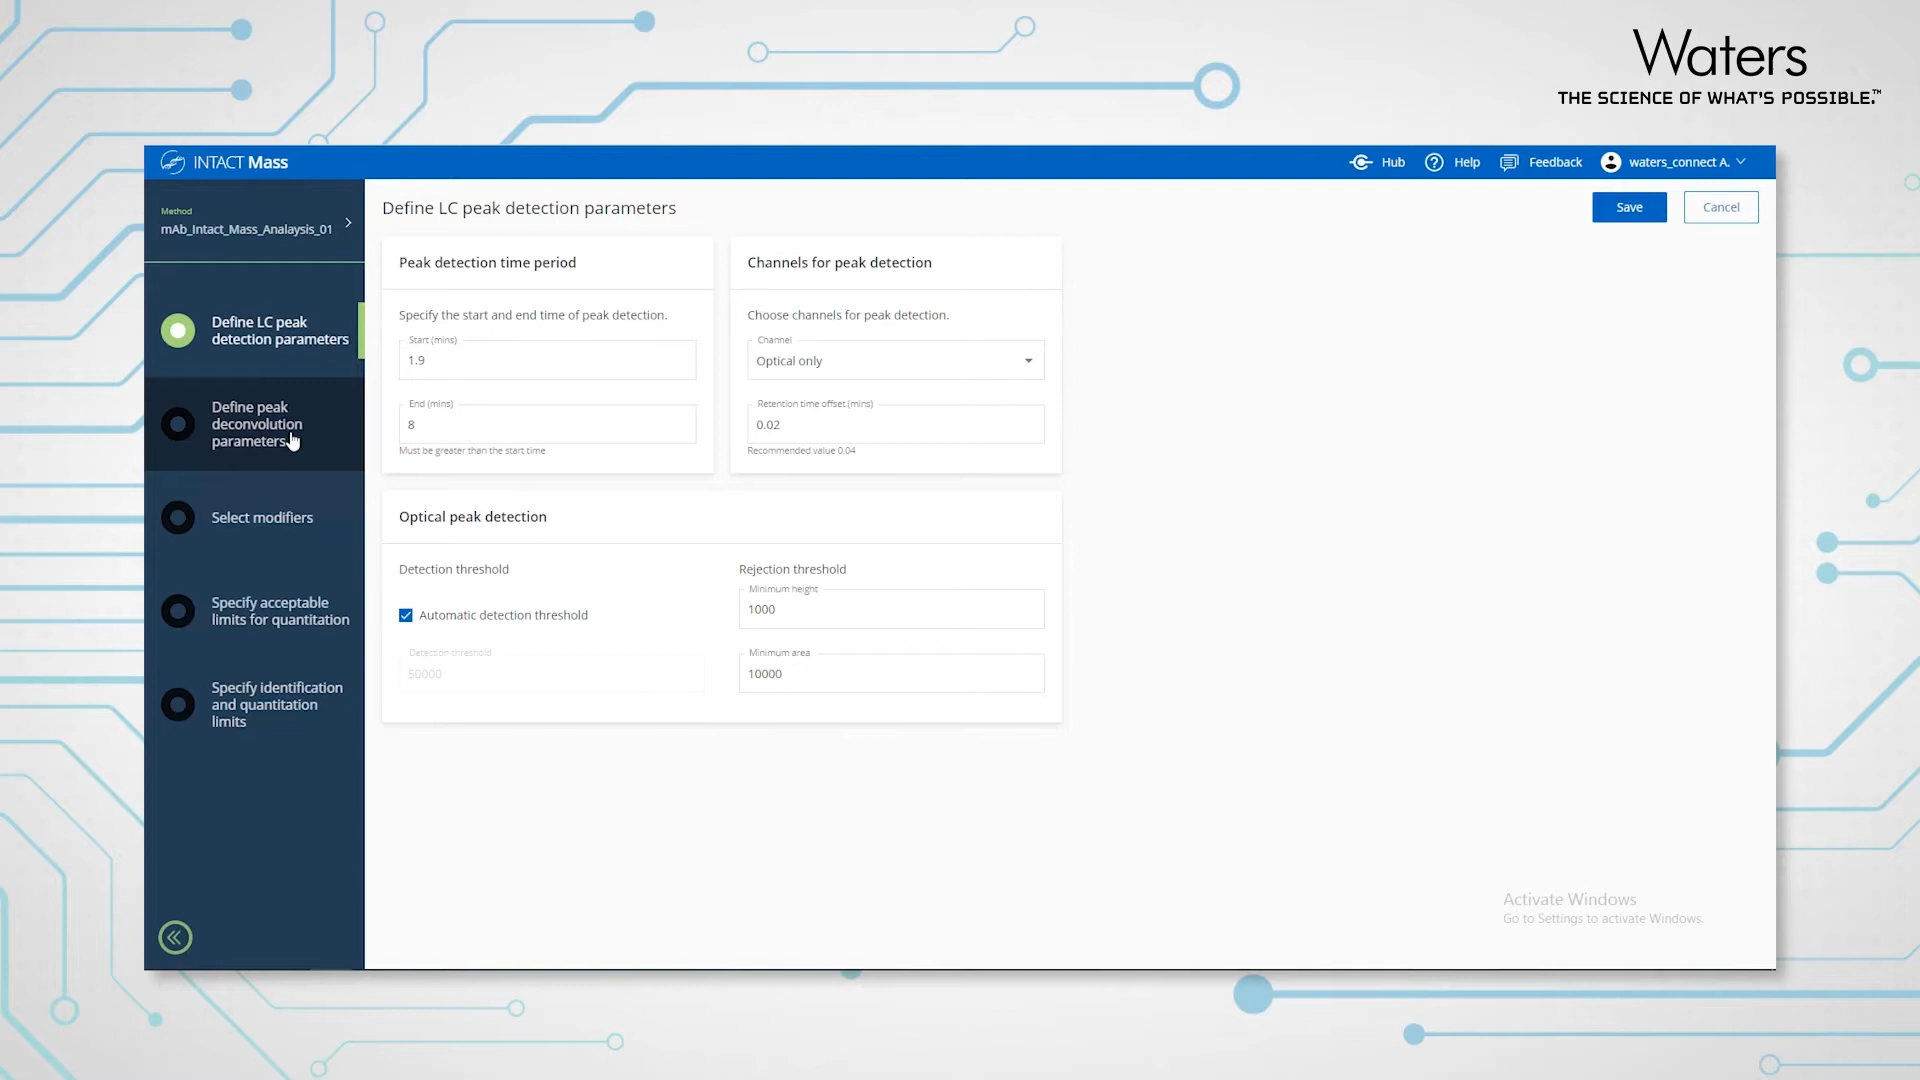 Waters
THE SCIENCE OF WHAT'S POSSIBLE.™
INTACT Mass
Hub
Help
Feedback
waters_connect A.
Method
mAb_Intact_Mass_Analaysis_01
Define LC peak
detection parameters
Define peak
deconvolution
parameters
Select modifiers
Specify acceptable
limits for quantitation
Specify identification
and quantitation
limits
Define LC peak detection parameters
Save
Cancel
Peak detection time period
Specify the start and end time of peak detection.
Start (mins)
1.9
End (mins)
8
Must be greater than the start time
Channels for peak detection
Choose channels for peak detection.
Channel
Optical only
Retention time offset (mins)
0.02
Recommended value 0.04
Optical peak detection
Detection threshold
Automatic detection threshold
Detection threshold
50000
Rejection threshold
Minimum height
1000
Minimum area
10000
Activate Windows
Go to Settings to activate Windows.